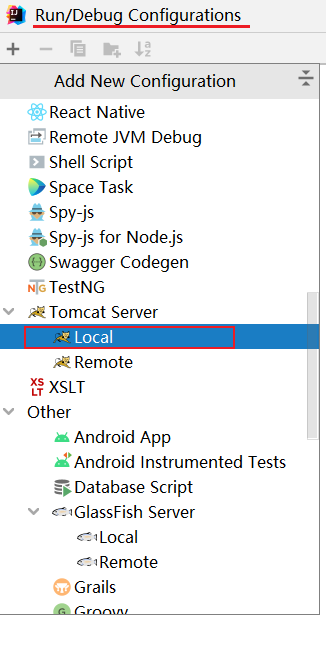 Run/Debug Configurations
Add New Configuration
React Native
Remote JVM Debug
Shell Script
Space Task
Spy-js
Spy-js for Node.js
Swagger Codegen
TestNG
Tomcat Server
Local
Remote
XSLT
Other
Android App
Android Instrumented Tests
Database Script
GlassFish Server
Local
Remote
Grails
Groovy